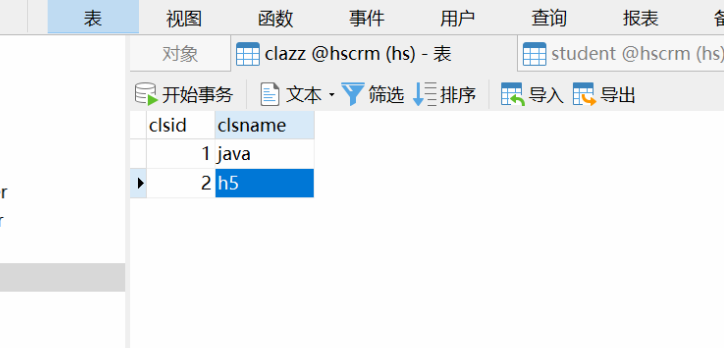 表 视图 函数 事件 用户 查询 报表
对象 clazz @hscrm (hs) - 表 student @hscrm (hs)
开始事务 文本 筛选 排序 导入 导出
clsid clsname
1 java
2 h5
er
r